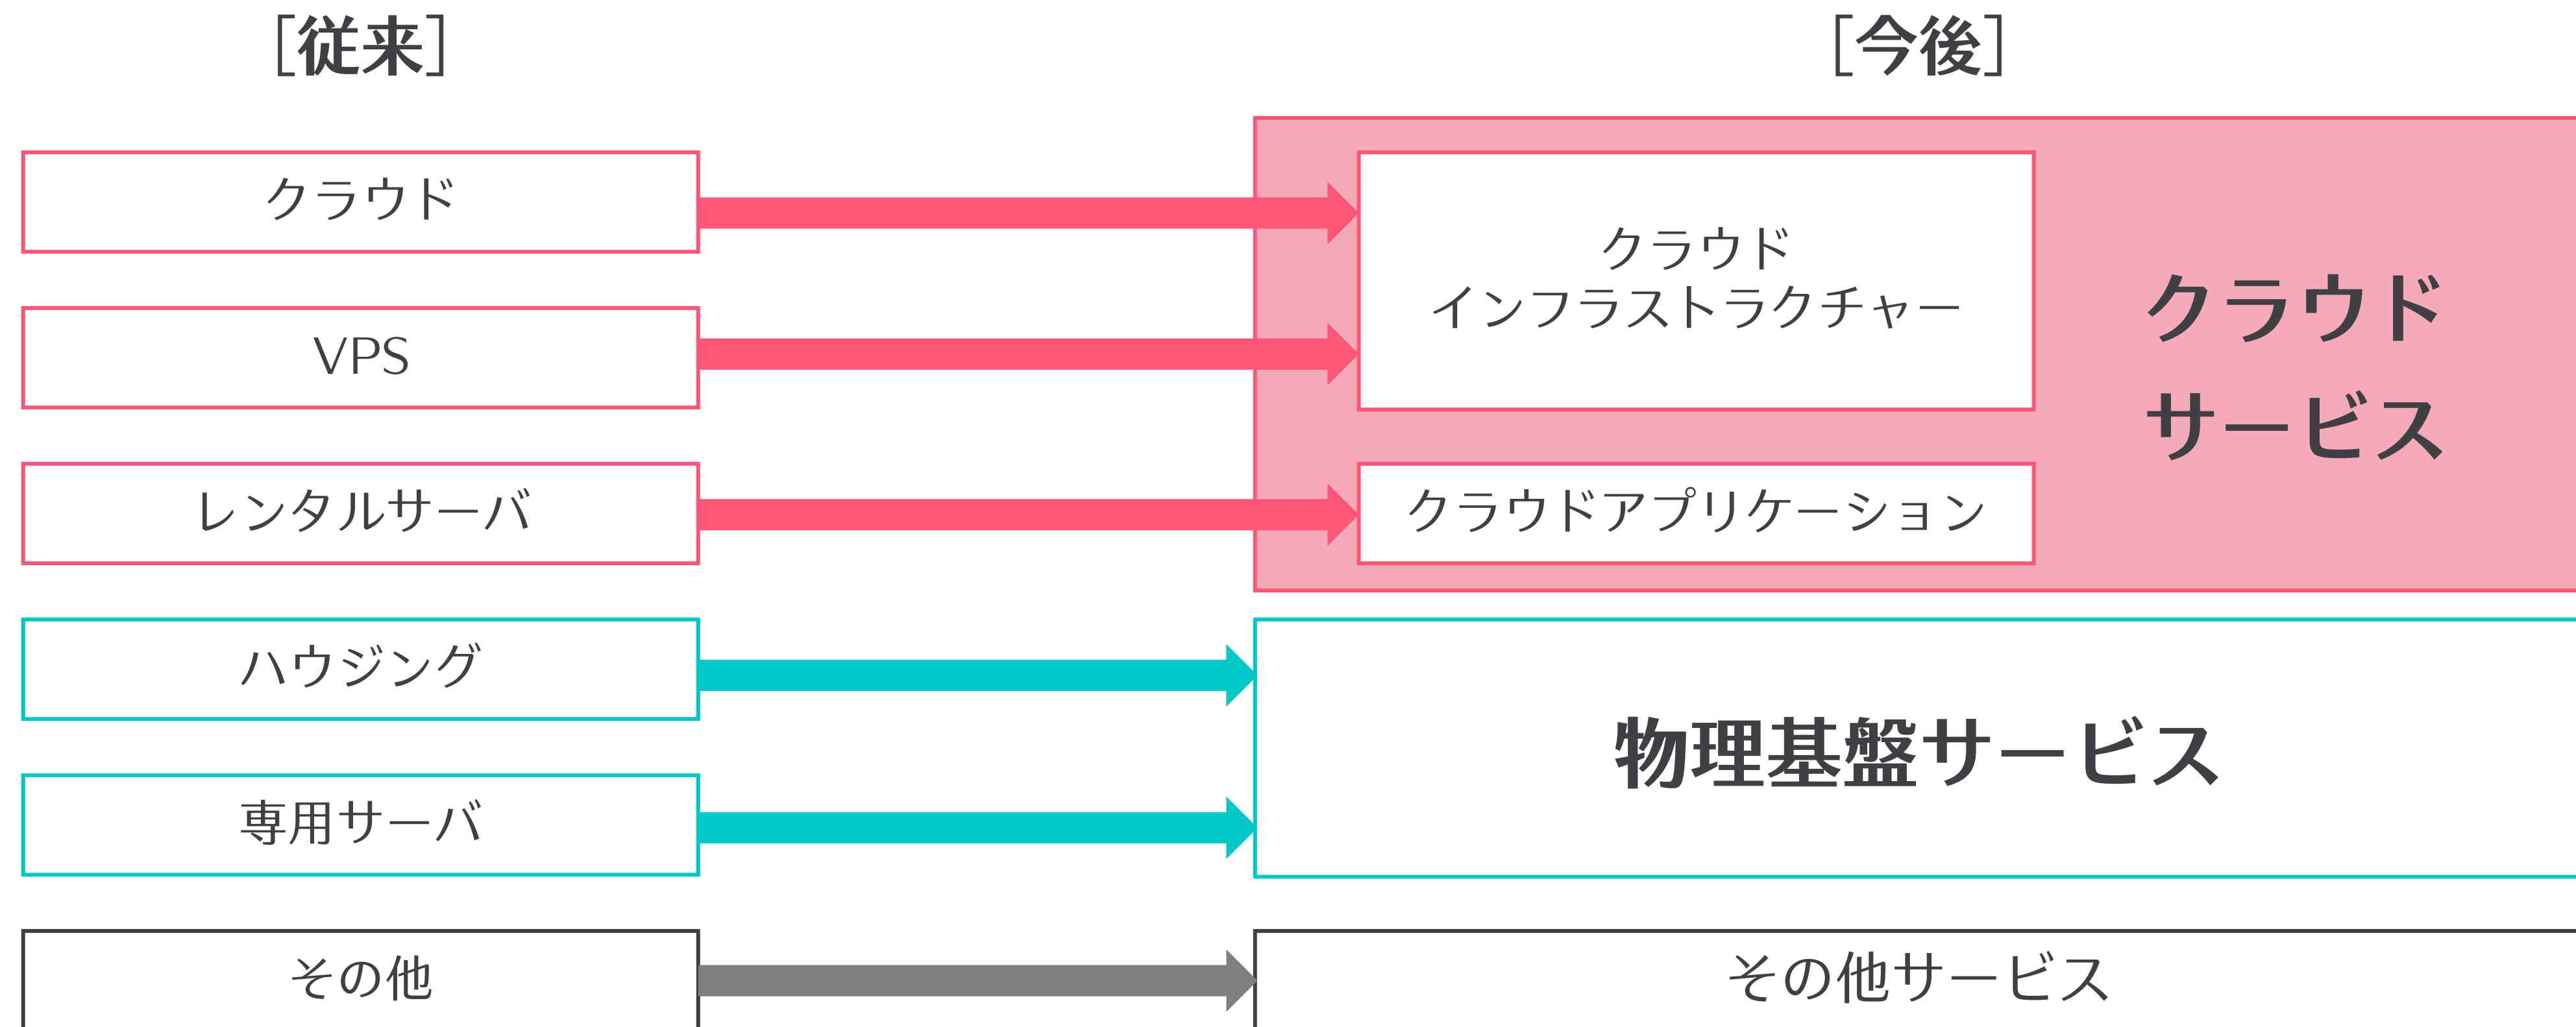 [従来]
[今後]
クラウド
VPS
レンタルサーバ
ハウジング
専用サーバ
その他
クラウド
インフラストラクチャー
クラウドアプリケーション
クラウド
サービス
物理基盤サービス
その他サービス